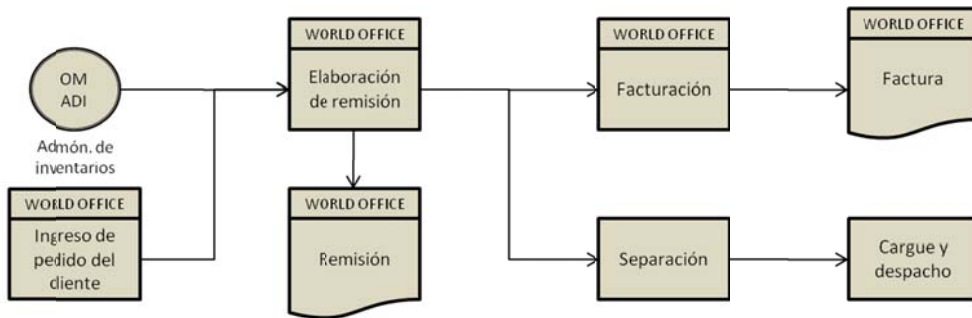 OM
ADI
Admón. de
inventarios
WORLD OFFICE
Ingreso de
pedido del
cliente
WORLD OFFICE
Elaboración
de remisión
WORLD OFFICE
Remisión
WORLD OFFICE
Facturación
WORLD OFFICE
Factura
Separación
Cargue y
despacho